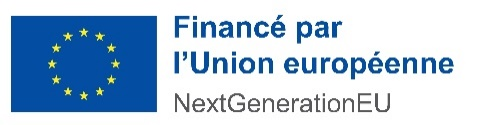 Financé par
l’Union européenne
NextGenerationEU